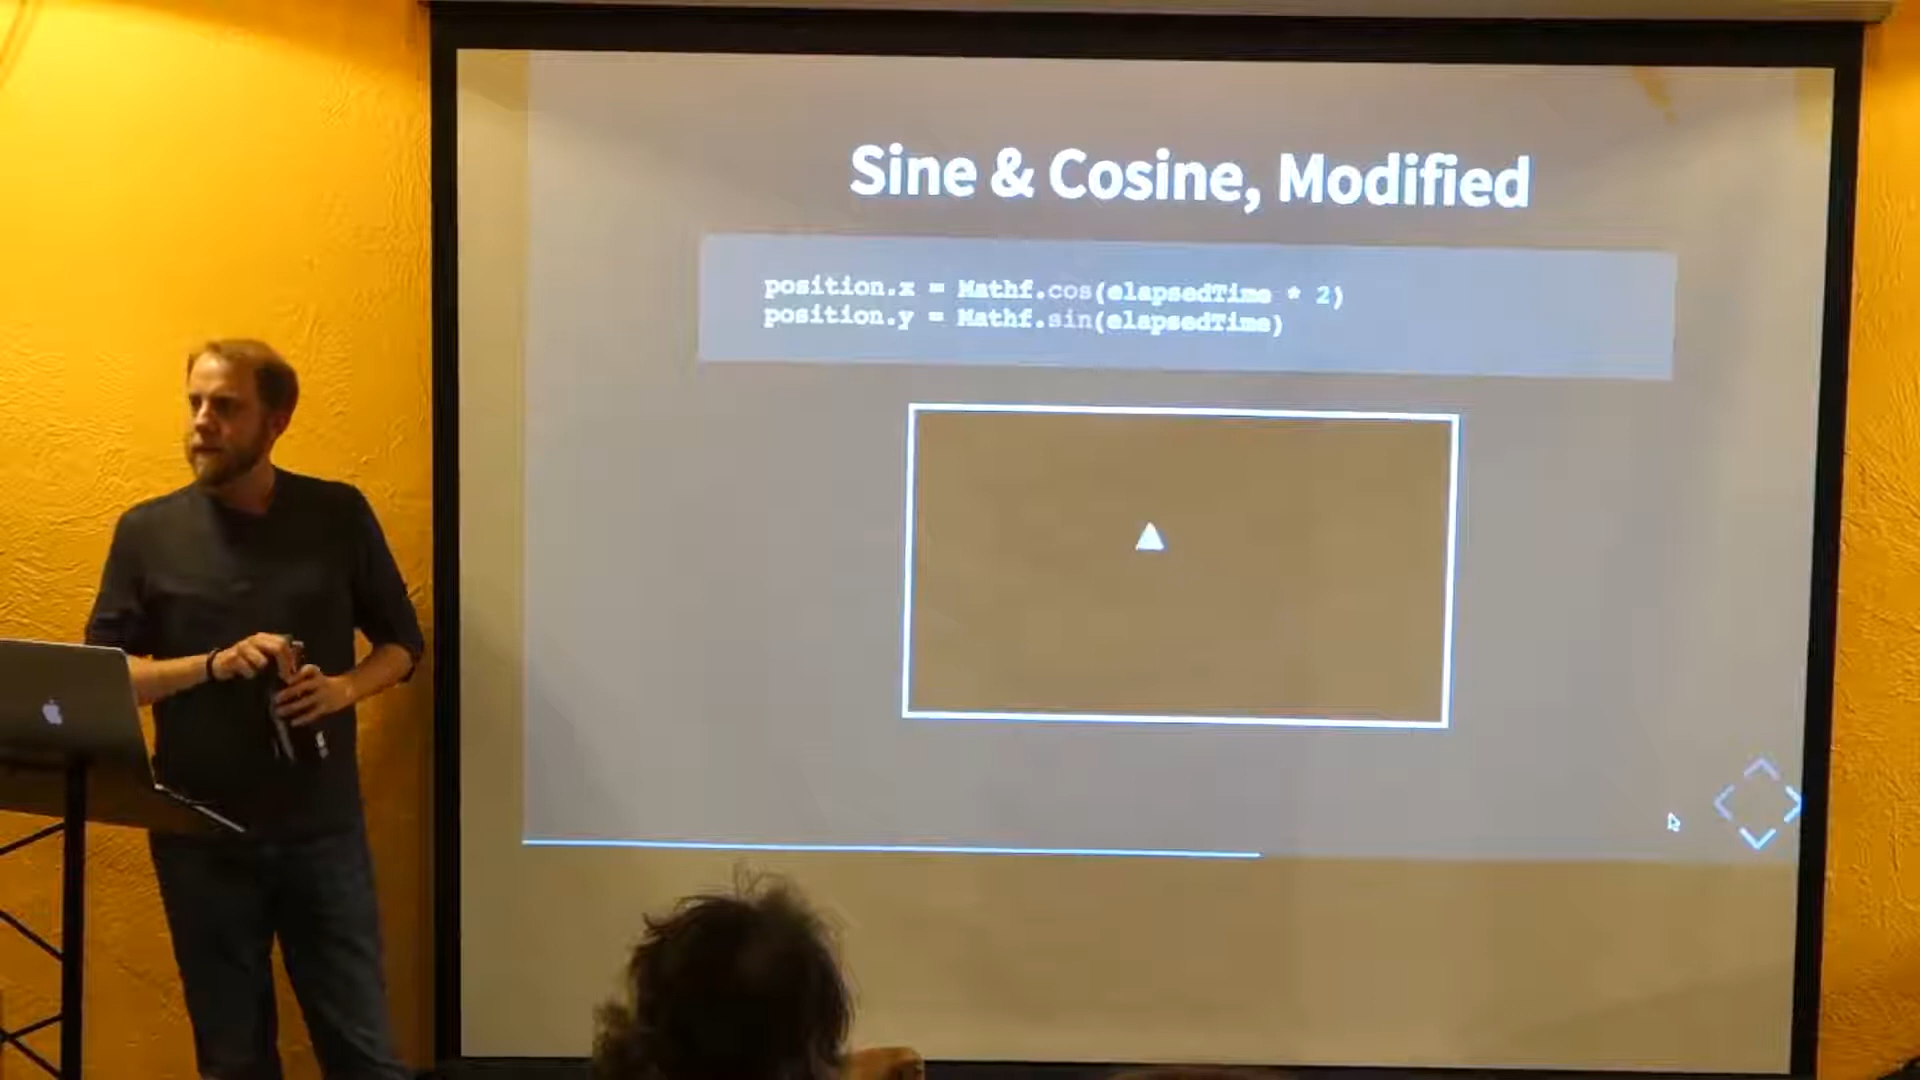 Sine & Cosine, Modified
position.x = Mathf.cos(elapsedTime * 2)
position.y = Mathf.sin(elapsedTime)